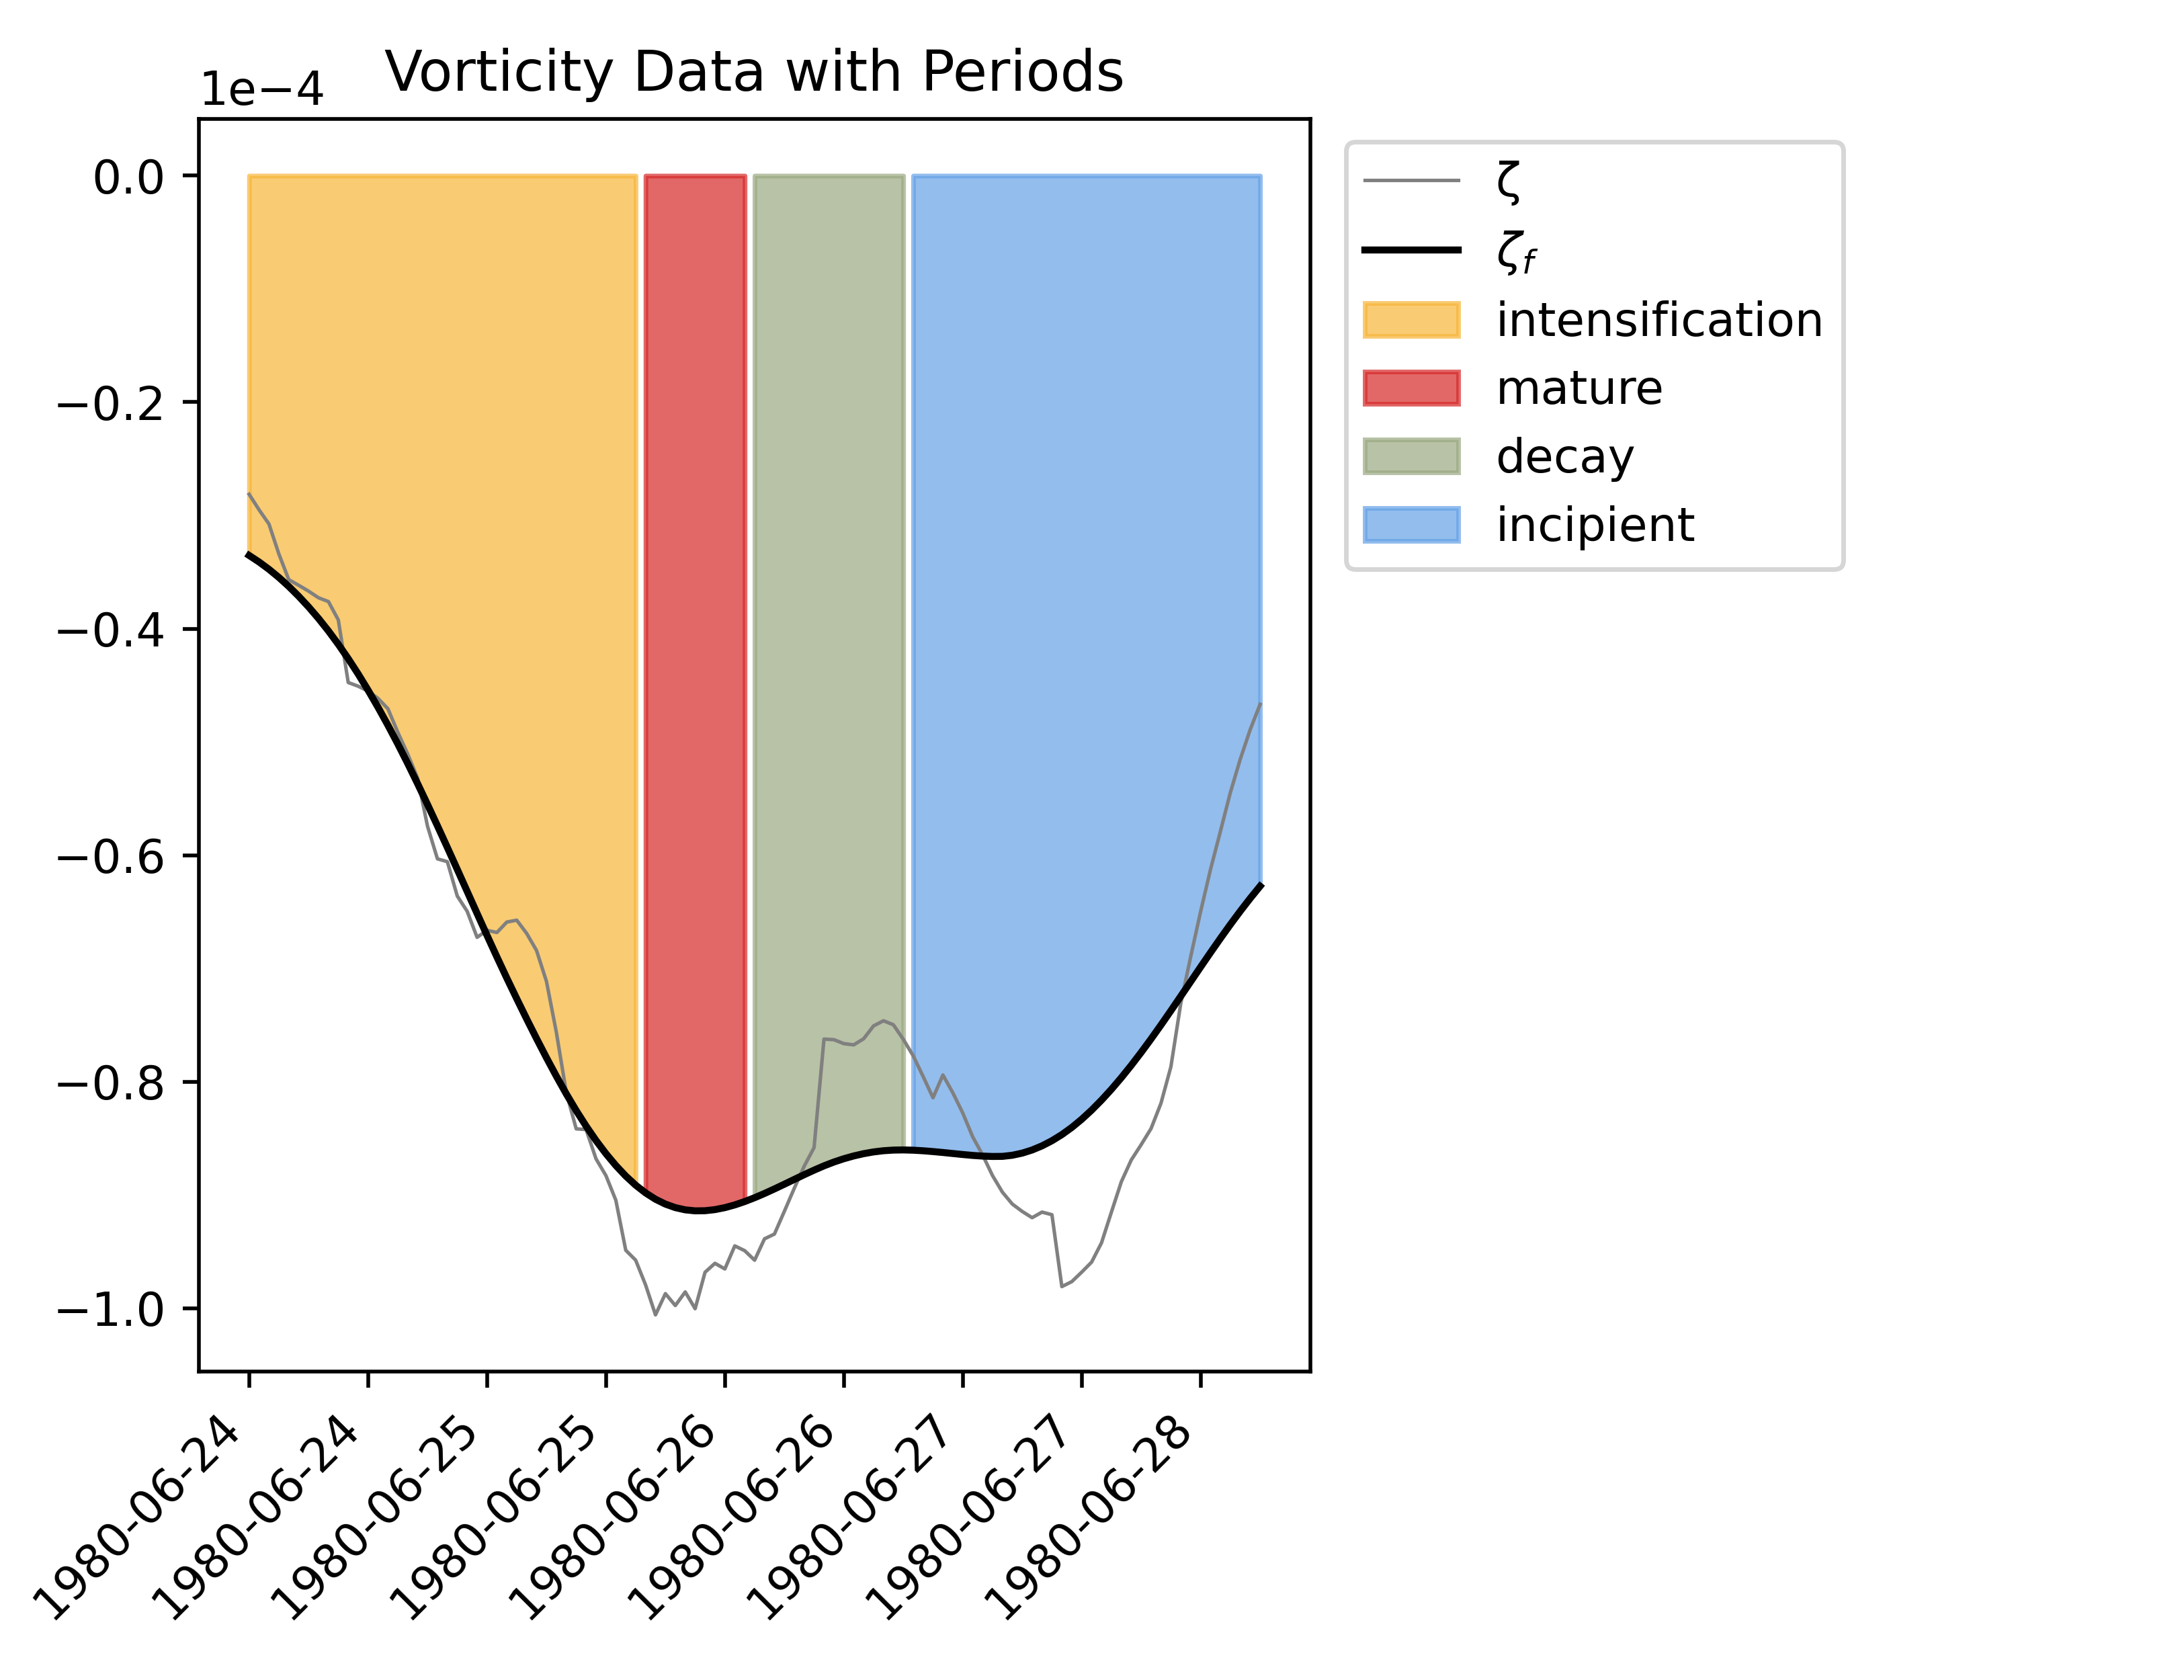 Vorticity Data with Periods
1e−4
0.0
−0.2
−0.4
−0.6
−0.8
−1.0
1980-06-24
1980-06-24
1980-06-25
1980-06-25
1980-06-26
1980-06-26
1980-06-27
1980-06-27
1980-06-28
ζ
ζf
intensification
mature
decay
incipient